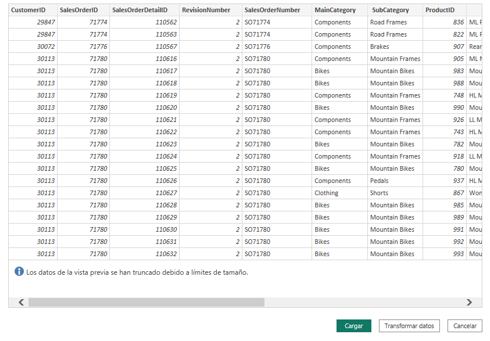 CustomerID SalesOrderID SalesOrderDetailID RevisionNumber SalesOrderNumber MainCategory SubCategory ProductID
29847 71774 110562 2 SO71774 Components Road Frames 836 ML F
29847 71774 110563 2 SO71774 Components Road Frames 822 ML F
30072 71776 110567 2 SO71776 Components Brakes 907 Rear
30113 71780 110616 2 SO71780 Components Mountain Frames 905 ML M
30113 71780 110617 2 SO71780 Bikes Mountain Bikes 983 Mou
30113 71780 110618 2 SO71780 Bikes Mountain Bikes 988 Mou
30113 71780 110619 2 SO71780 Components Mountain Frames 748 HL M
30113 71780 110620 2 SO71780 Bikes Mountain Bikes 990 Mou
30113 71780 110621 2 SO71780 Components Mountain Frames 926 LL M
30113 71780 110622 2 SO71780 Components Mountain Frames 743 HL M
30113 71780 110623 2 SO71780 Bikes Mountain Bikes 782 Mou
30113 71780 110624 2 SO71780 Components Mountain Frames 918 LL M
30113 71780 110625 2 SO71780 Bikes Mountain Bikes 780 Mou
30113 71780 110626 2 SO71780 Components Pedals 937 HL M
30113 71780 110627 2 SO71780 Clothing Shorts 867 Won
30113 71780 110628 2 SO71780 Bikes Mountain Bikes 985 Mou
30113 71780 110629 2 SO71780 Bikes Mountain Bikes 989 Mou
30113 71780 110630 2 SO71780 Bikes Mountain Bikes 991 Mou
30113 71780 110631 2 SO71780 Bikes Mountain Bikes 992 Mou
30113 71780 110632 2 SO71780 Bikes Mountain Bikes 993 Mou
Los datos de la vista previa se han truncado debido a límites de tamaño.
Cargar Transformar datos Cancelar